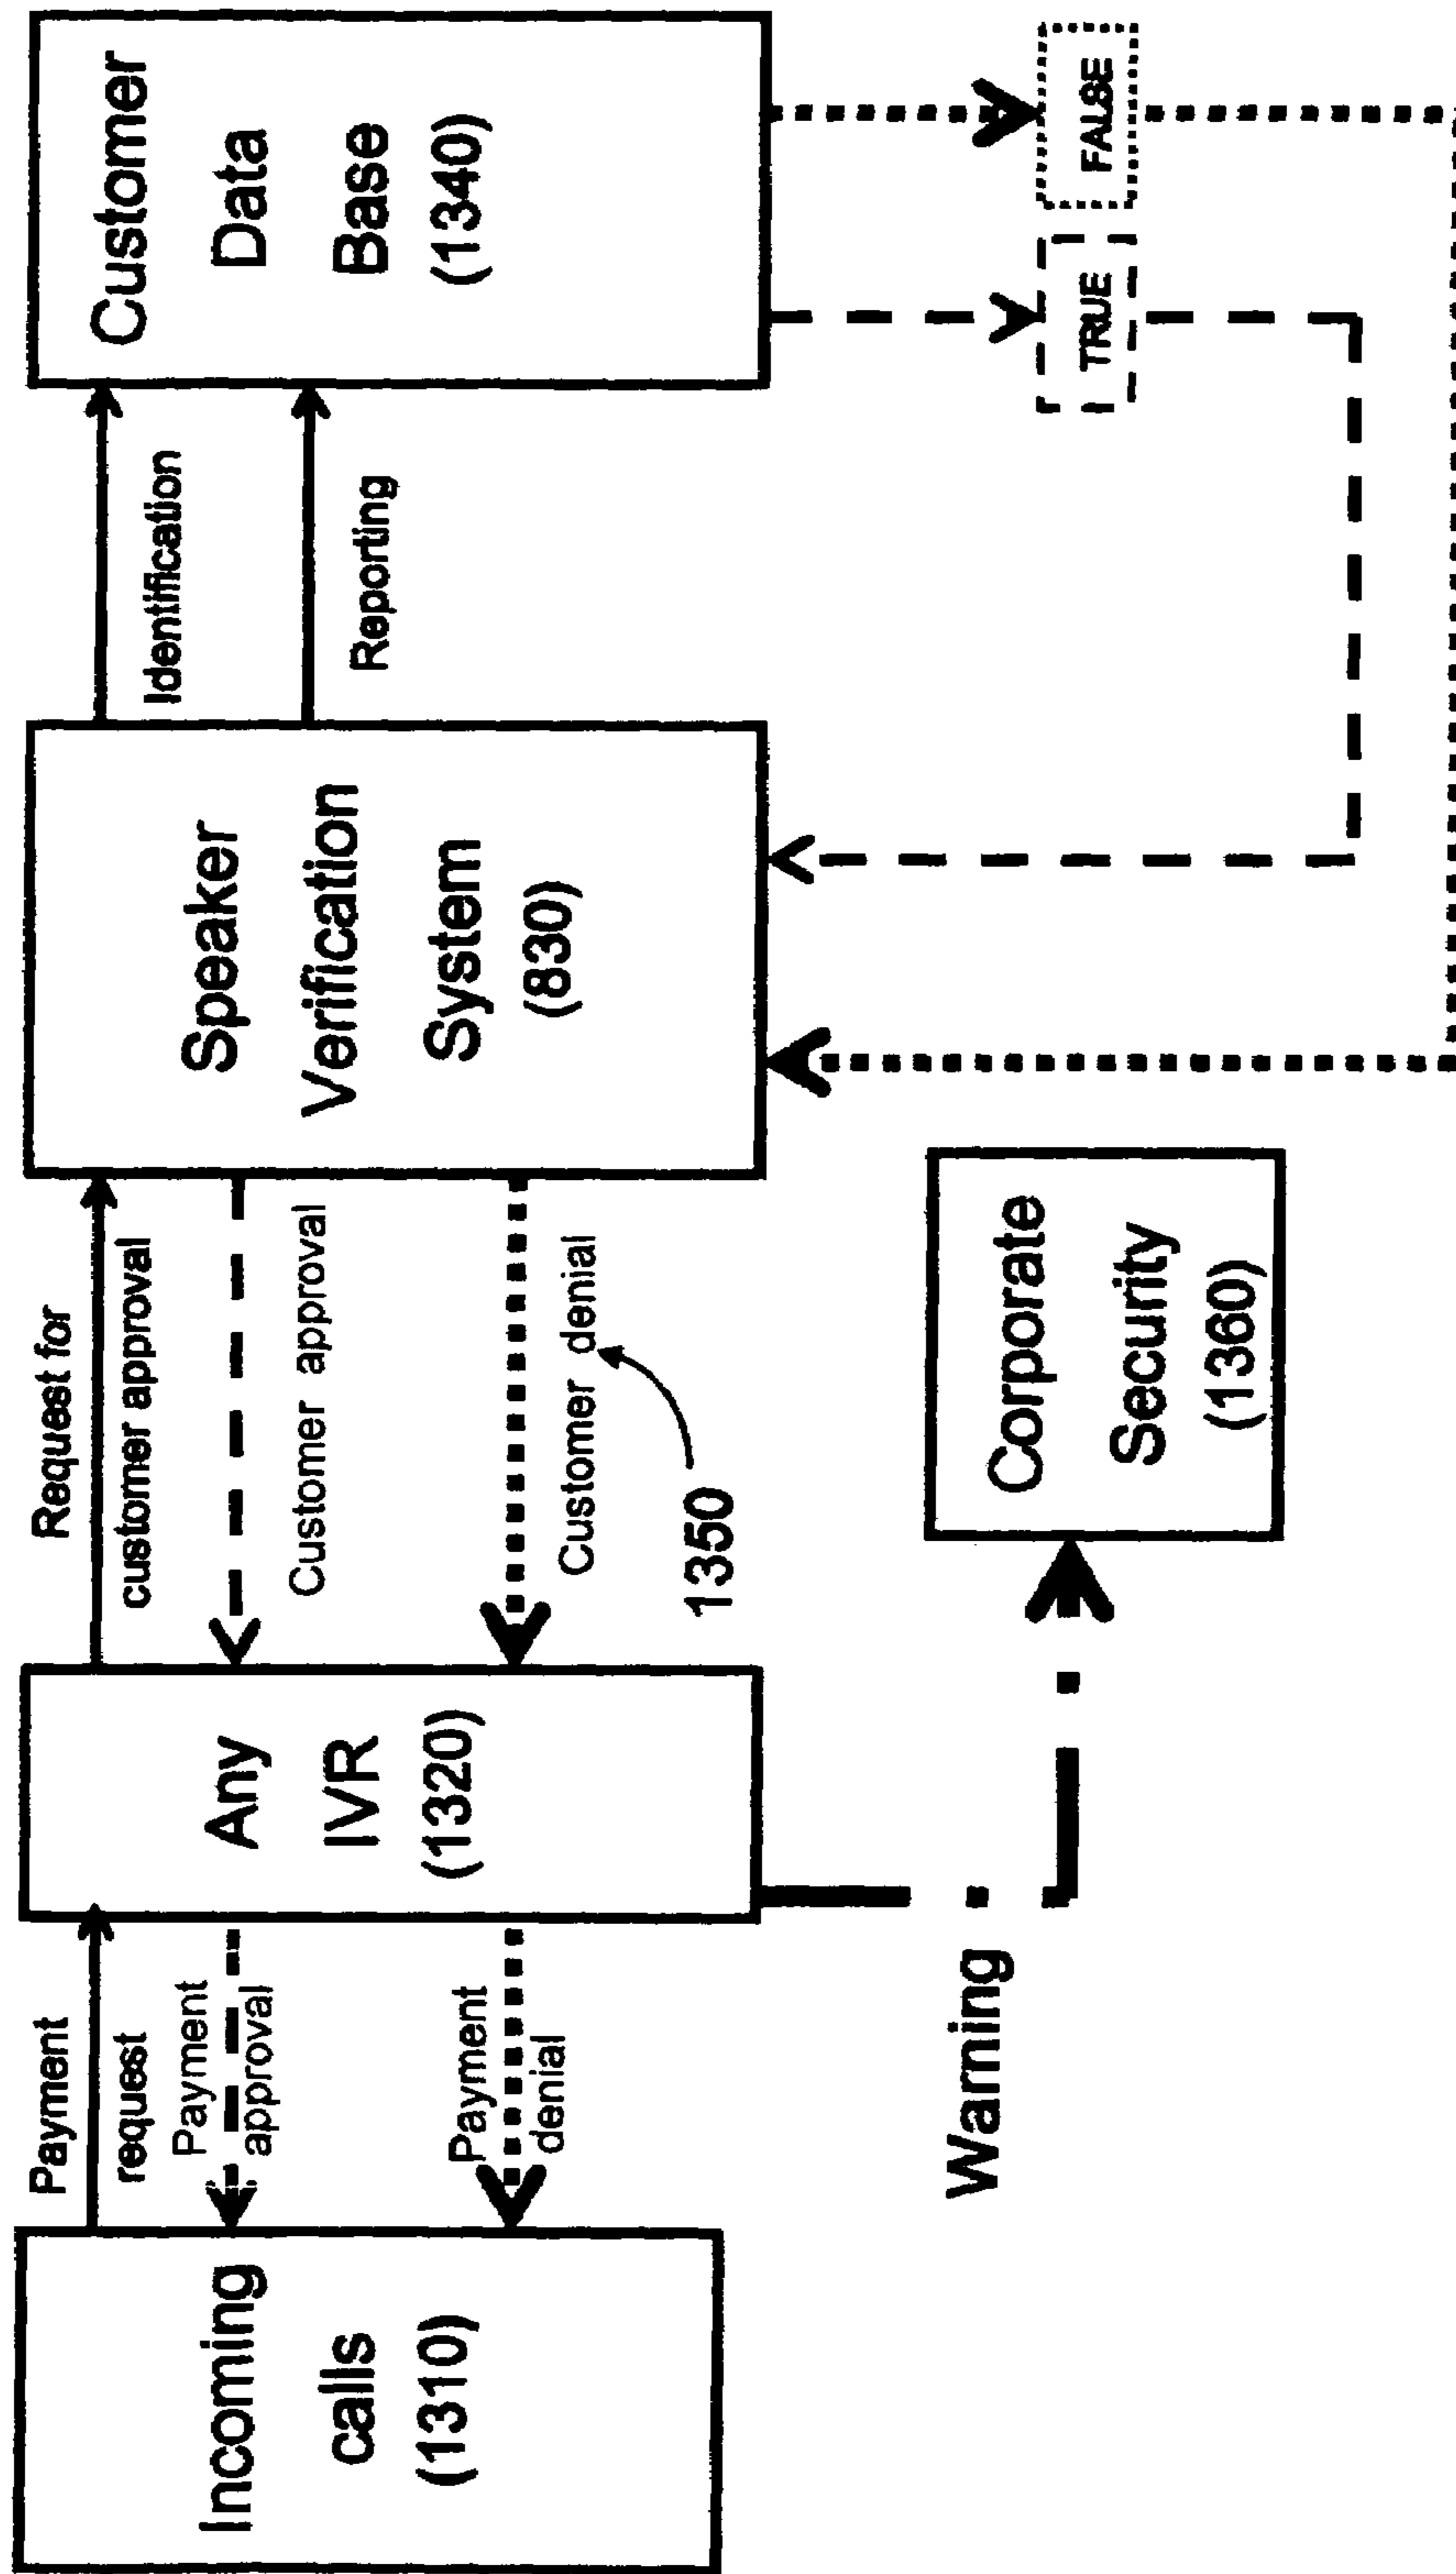 Incoming
calls
(1310)
Payment
request
Payment
approval
Payment
denial
Any
IVR
(1320)
Request for
customer approval
Customer approval
Customer denial
1350
Speaker
Verification
System
(830)
Identification
Reporting
Customer
Data
Base
(1340)
TRUE
FALSE
Warning
Corporate
Security
(1360)